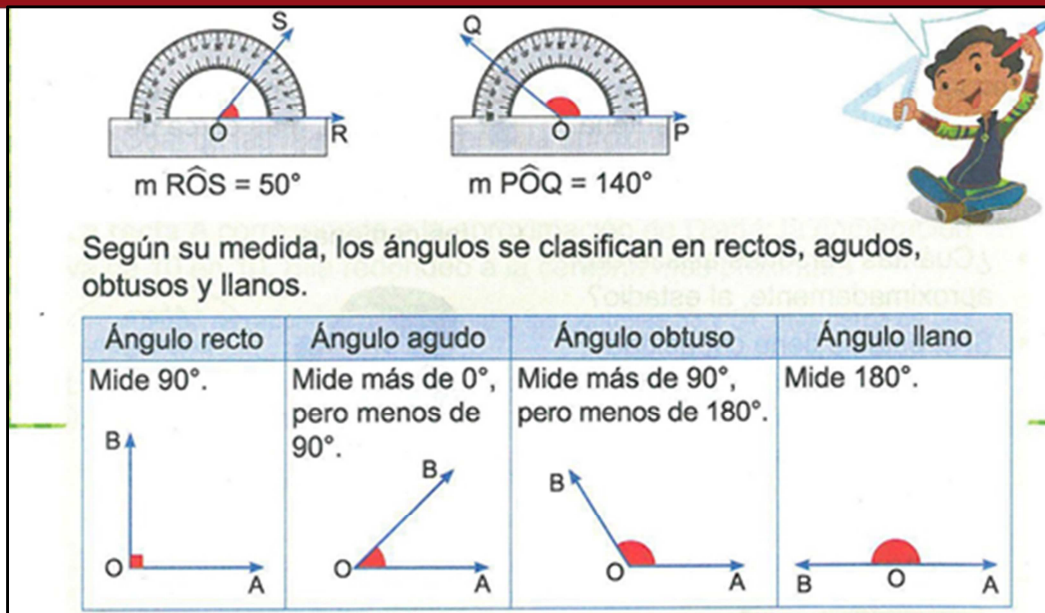 S
Q
O
R
O
P
m RÔS = 50°
m PÔQ = 140°
Según su medida, los ángulos se clasifican en rectos, agudos,
obtusos y llanos.
Ángulo recto
Ángulo agudo
Ángulo obtuso
Ángulo llano
Mide 90°.
Mide más de 0°,
pero menos de
90°.
Mide más de 90°,
pero menos de 180°.
Mide 180°.
B
O
A
B
O
A
B
O
A
B
O
A